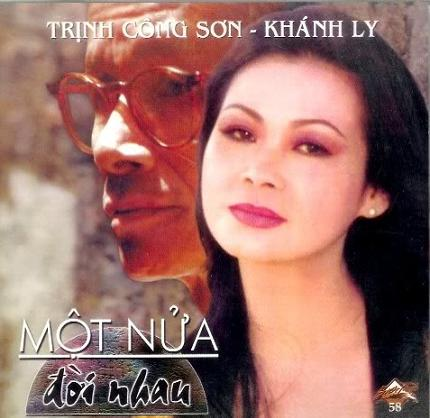 TRỊNH CÔNG SƠN - KHÁNH LY
MỘT NỬA
đời nhau
58